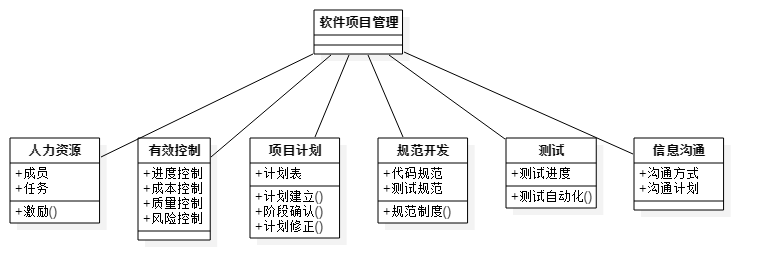 软件项目管理
人力资源
+成员
+任务
+激励()
有效控制
+进度控制
+成本控制
+质量控制
+风险控制
项目计划
+计划表
+计划建立()
+阶段确认()
+计划修正()
规范开发
+代码规范
+测试规范
+规范制度()
测试
+测试进度
+测试自动化()
信息沟通
+沟通方式
+沟通计划